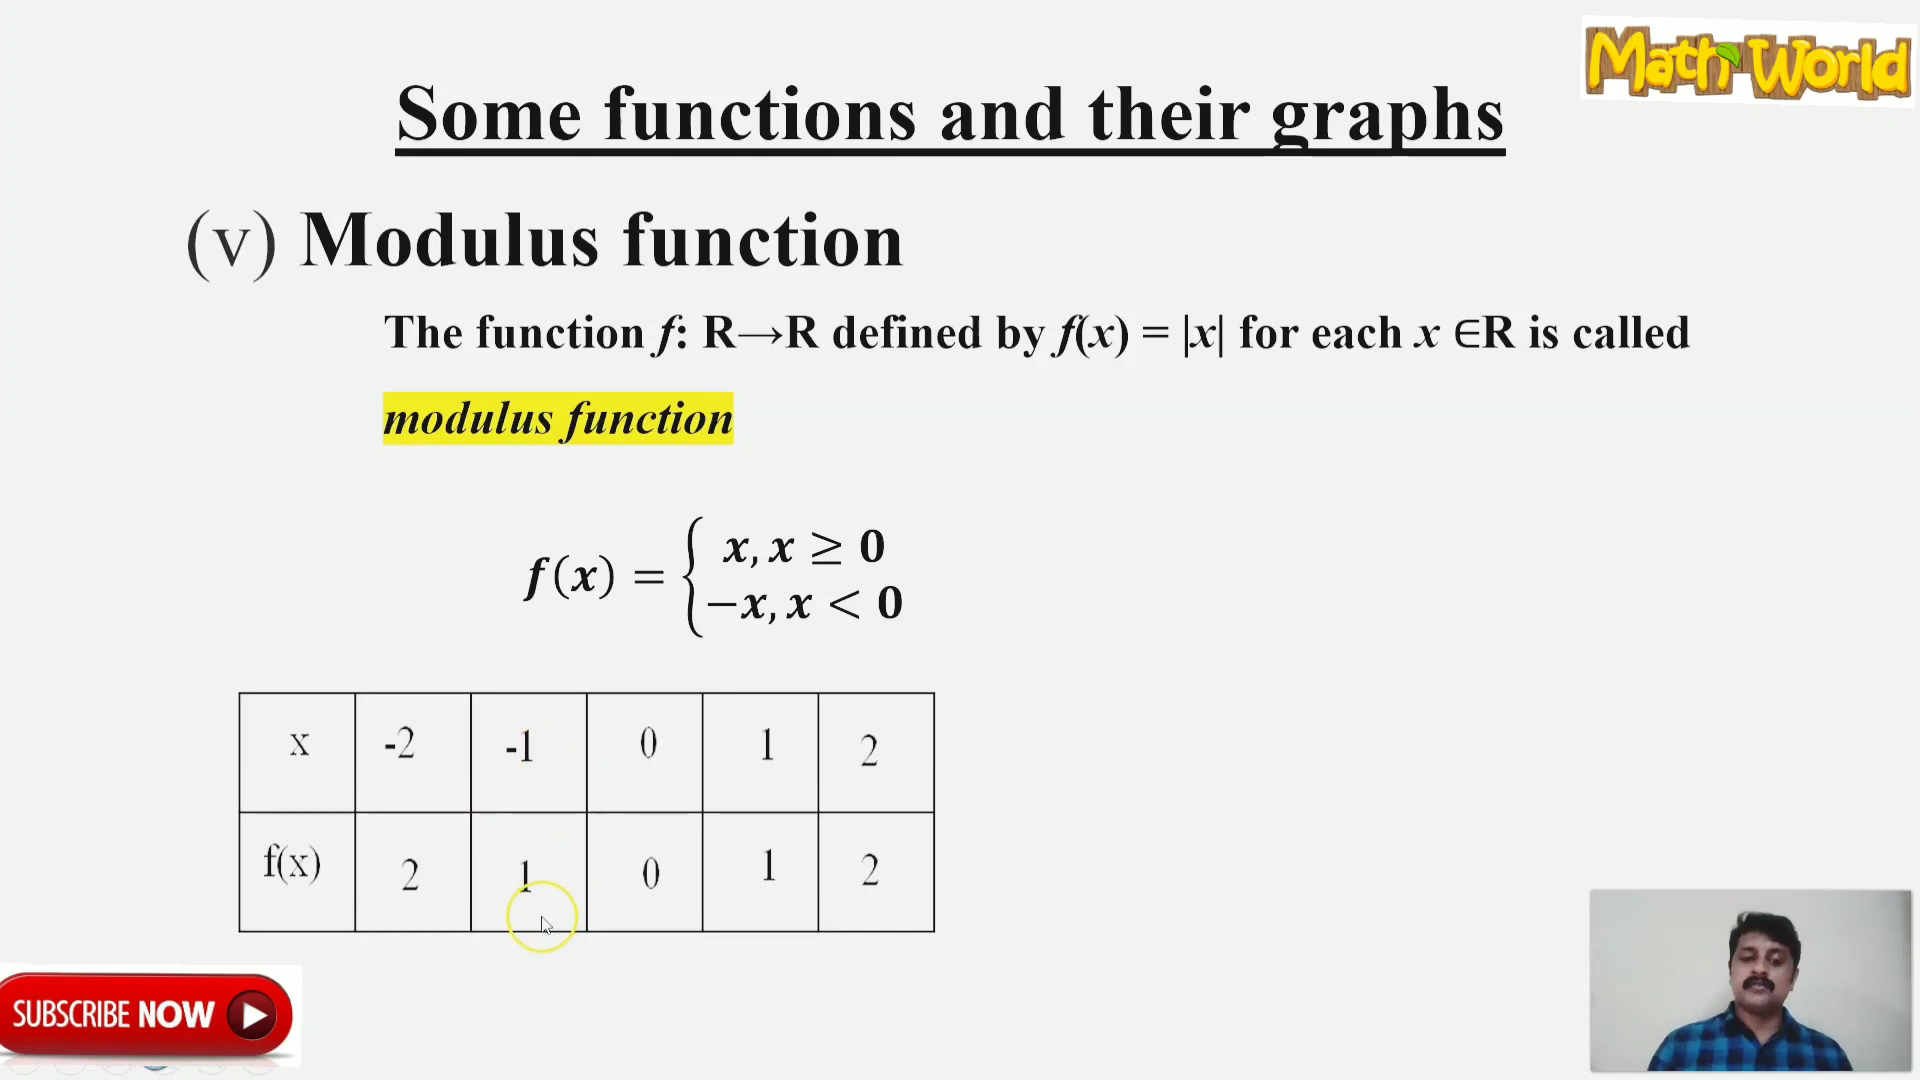 Math World
Some functions and their graphs
(v) Modulus function
The function f: R→R defined by f(x) = |x| for each x ∈R is called
modulus function
f(x) = { x, x ≥ 0
−x, x < 0
x -2 -1 0 1 2
f(x) 2 1 0 1 2
SUBSCRIBE NOW